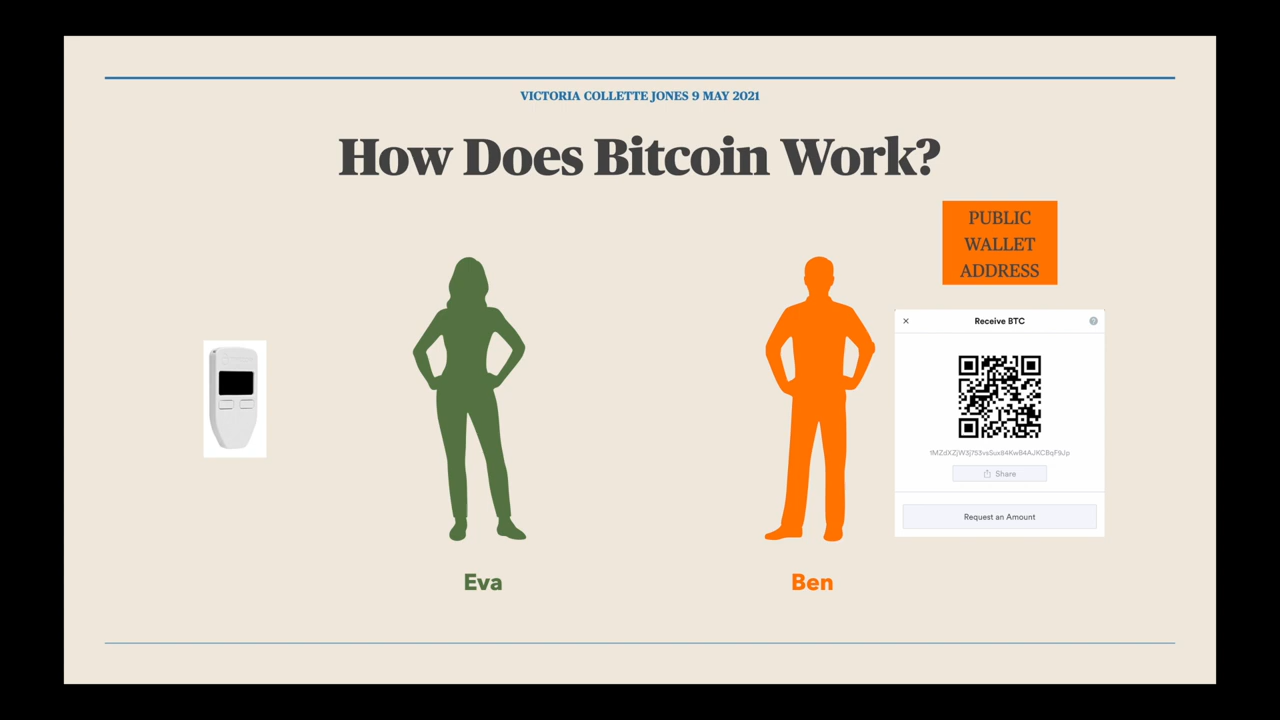 VICTORIA COLLETTE JONES 9 MAY 2021
How Does Bitcoin Work?
PUBLIC
WALLET
ADDRESS
Receive BTC
Share
Request an Amount
Eva
Ben